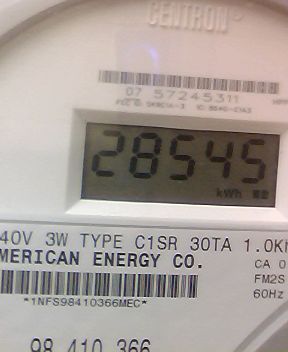 CENTRON®
07 57245311
28545
kWh
40V 3W TYPE C1SR 30TA 1.0Kh
MERICAN ENERGY CO.
CA 0
FM2S
60Hz
*1NFS98410366MEC*
98 410 366